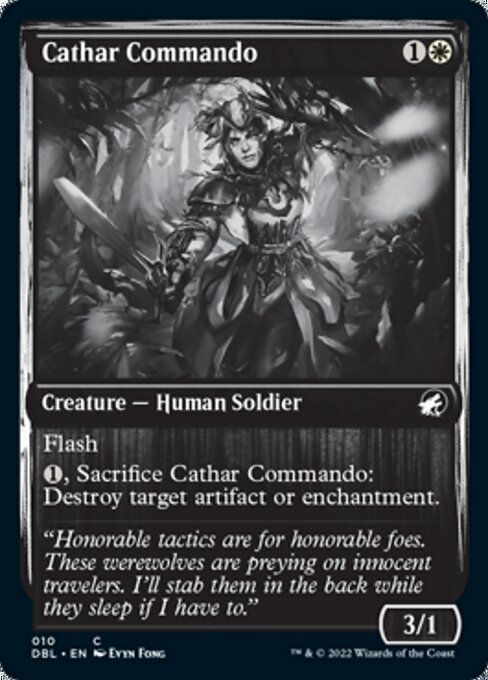 Cathar Commando 1
Creature — Human Soldier
Flash
1, Sacrifice Cathar Commando:
Destroy target artifact or enchantment.
“Honorable tactics are for honorable foes.
These werewolves are preying on innocent
travelers. I’ll stab them in the back while
they sleep if I have to.”
3/1
010 C
DBL • EN Evyn Fong
™ & © 2022 Wizards of the Coast